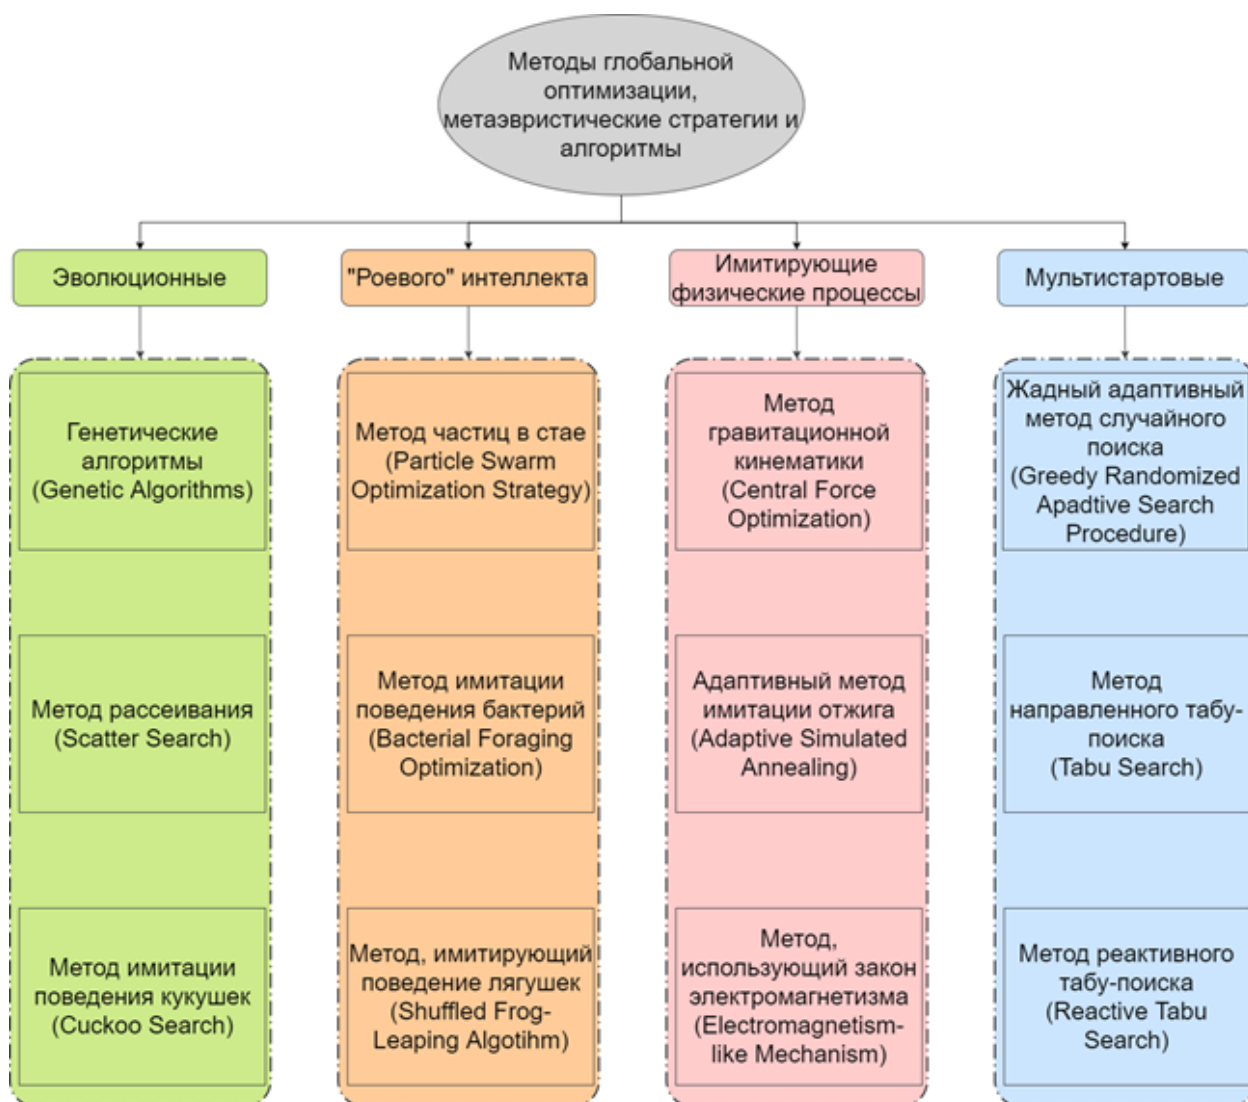 Методы глобальной
оптимизации,
метаэвристические стратегии и
алгоритмы
Эволюционные
"Роевого" интеллекта
Имитирующие
физические процессы
Мультистартовые
Генетические
алгоритмы
(Genetic Algorithms)
Метод рассеивания
(Scatter Search)
Метод имитации
поведения кукушек
(Cuckoo Search)
Метод частиц в стае
(Particle Swarm
Optimization Strategy)
Метод имитации
поведения бактерий
(Bacterial Foraging
Optimization)
Метод, имитирующий
поведение лягушек
(Shuffled Frog-
Leaping Algotihm)
Метод
гравитационной
кинематики
(Central Force
Optimization)
Адаптивный метод
имитации отжига
(Adaptive Simulated
Annealing)
Метод,
использующий закон
электромагнетизма
(Electromagnetism-
like Mechanism)
Жадный адаптивный
метод случайного
поиска
(Greedy Randomized
Apadtive Search
Procedure)
Метод
направленного табу-
поиска
(Tabu Search)
Метод реактивного
табу-поиска
(Reactive Tabu
Search)